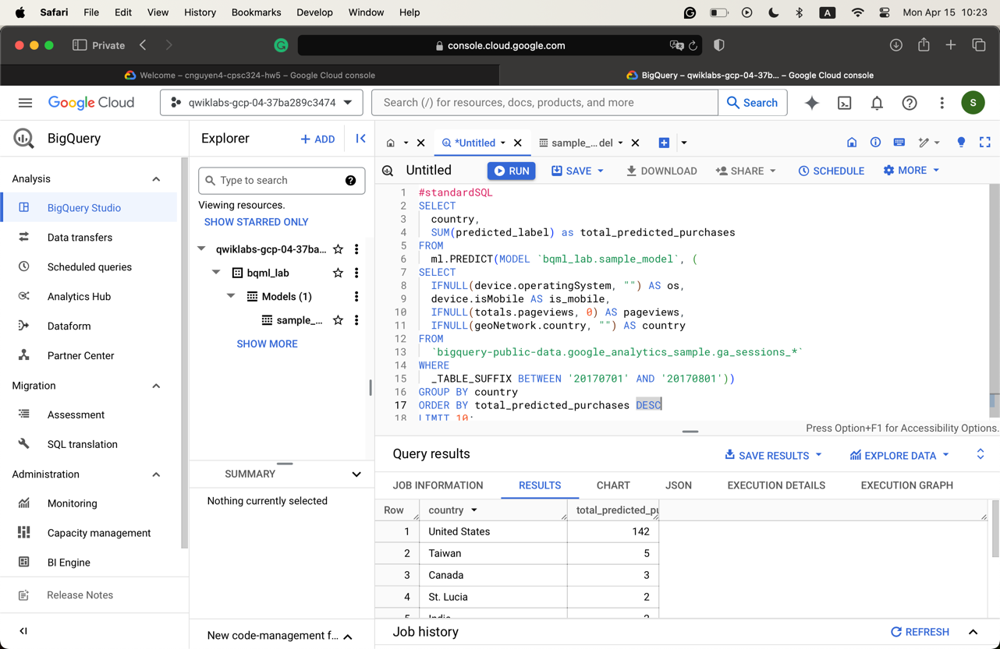 Safari File Edit View History Bookmarks Develop Window Help A Mon Apr 15 10:23
Private console.cloud.google.com
Welcome – cnguyen4-cpsc324-hw5 – Google Cloud console
BigQuery – qwiklabs-gcp-04-37b... – Google Cloud console
Google Cloud
qwiklabs-gcp-04-37ba289c3474
Search (/) for resources, docs, products, and more
Search
S
BigQuery
Analysis
BigQuery Studio
Data transfers
Scheduled queries
Analytics Hub
Dataform
Partner Center
Migration
Assessment
SQL translation
Administration
Monitoring
Capacity management
BI Engine
Release Notes
Explorer
+ ADD
Type to search
Viewing resources.
SHOW STARRED ONLY
qwiklabs-gcp-04-37ba...
bqml_lab
Models (1)
sample_...
SHOW MORE
SUMMARY
Nothing currently selected
New code-management f...
*Untitled
sample_...del
Untitled
RUN
SAVE
DOWNLOAD
SHARE
SCHEDULE
MORE
1 #standardSQL
2 SELECT
3 country,
4 SUM(predicted_label) as total_predicted_purchases
5 FROM
6 ml.PREDICT(MODEL `bqml_lab.sample_model`, (
7 SELECT
8 IFNULL(device.operatingSystem, "") AS os,
9 device.isMobile AS is_mobile,
10 IFNULL(totals.pageviews, 0) AS pageviews,
11 IFNULL(geoNetwork.country, "") AS country
12 FROM
13 `bigquery-public-data.google_analytics_sample.ga_sessions_*`
14 WHERE
15 _TABLE_SUFFIX BETWEEN '20170701' AND '20170801'))
16 GROUP BY country
17 ORDER BY total_predicted_purchases DESC
18 LIMIT 10;
Press Option+F1 for Accessibility Options.
Query results
SAVE RESULTS
EXPLORE DATA
JOB INFORMATION
RESULTS
CHART
JSON
EXECUTION DETAILS
EXECUTION GRAPH
Row country total_predicted_pu
1 United States 142
2 Taiwan 5
3 Canada 3
4 St. Lucia 2
5 India 2
Job history
REFRESH